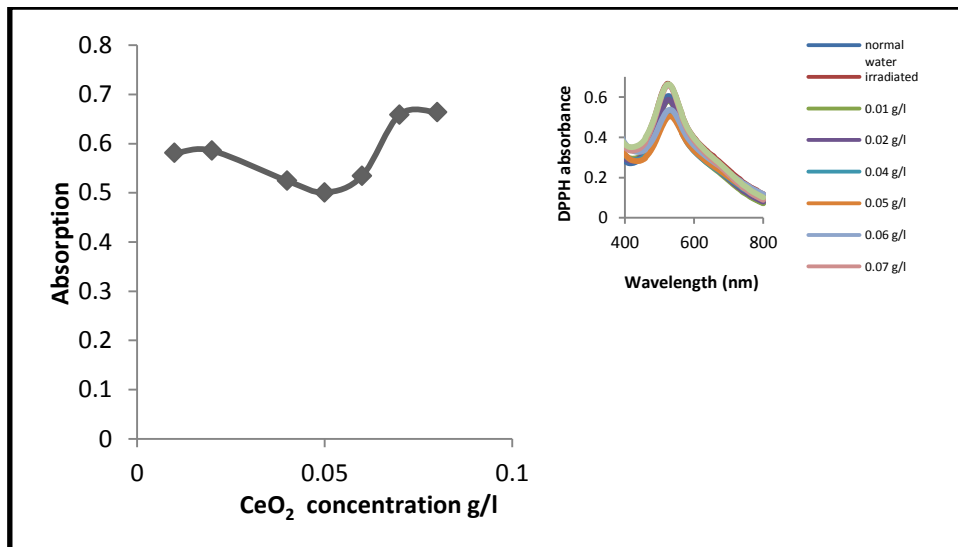 0.8
0.7
0.6
0.5
0.4
0.3
0.2
0.1
0
0
0.05
0.1
Absorption
CeO₂ concentration g/l
DPPH absorbance
0.6
0.4
0.2
0
400
600
800
Wavelength (nm)
normal
water
irradiated
0.01 g/l
0.02 g/l
0.04 g/l
0.05 g/l
0.06 g/l
0.07 g/l